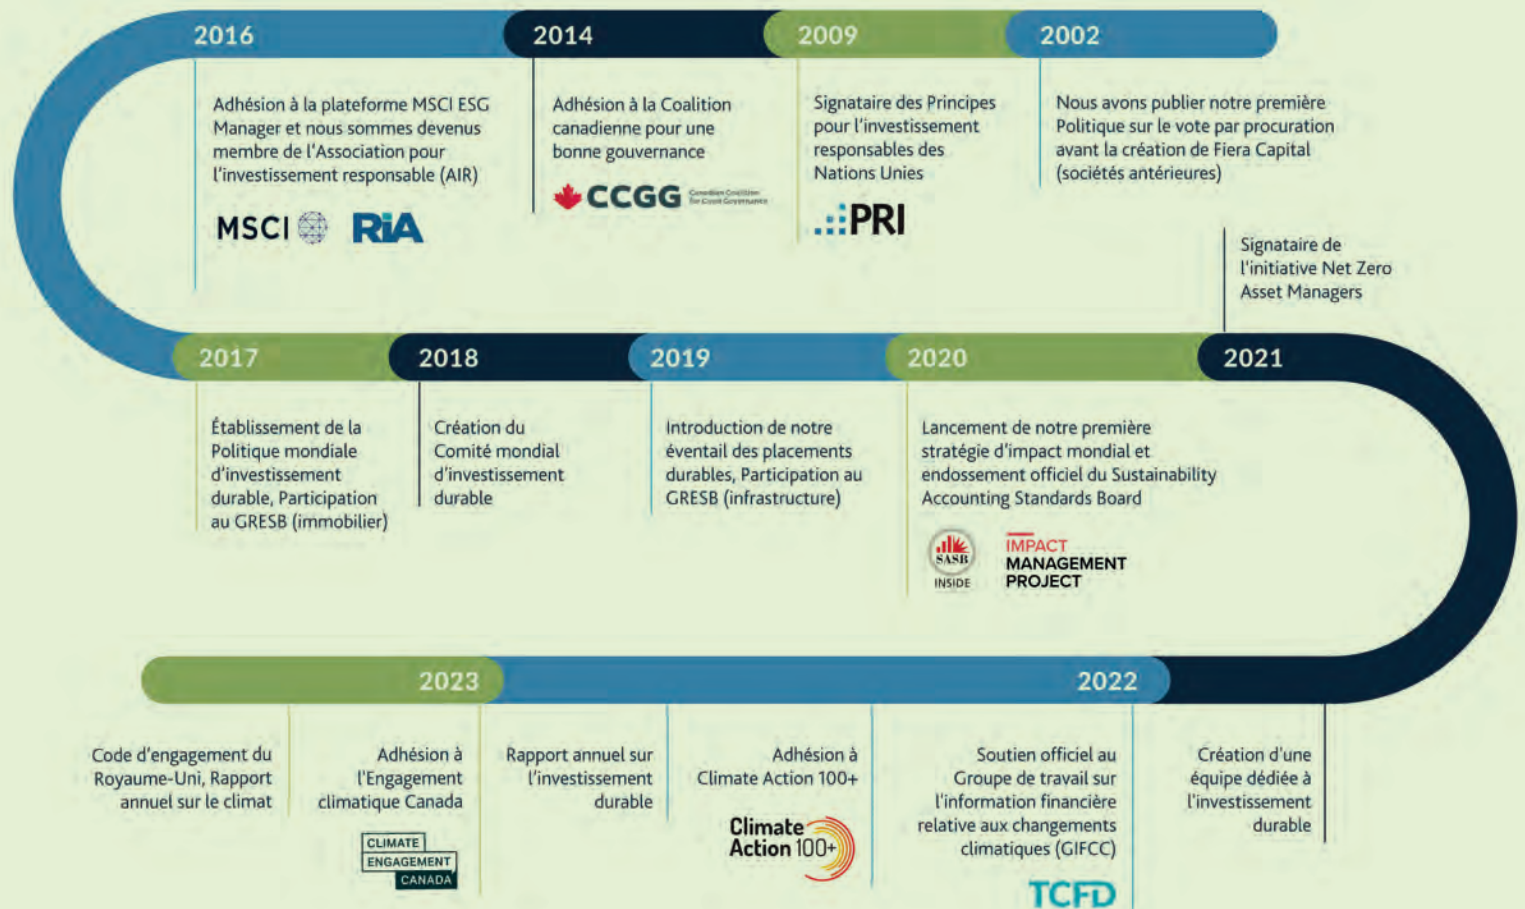 2016
2014
2009
2002
Adhésion à la plateforme MSCI ESG
Manager et nous sommes devenus
membre de l'Association pour
l'investissement responsable (AIR)
MSCI
RiA
Adhésion à la Coalition
canadienne pour une
bonne gouvernance
CCGG
Canadian Coalition
for Good Governance
Signataire des Principes
pour l'investissement
responsables des
Nations Unies
PRI
Nous avons publier notre première
Politique sur le vote par procuration
avant la création de Fiera Capital
(sociétés antérieures)
2017
2018
2019
2020
2021
Établissement de la
Politique mondiale
d'investissement
durable, Participation
au GRESB (immobilier)
Création du
Comité mondial
d'investissement
durable
Introduction de notre
éventail des placements
durables, Participation au
GRESB (infrastructure)
Lancement de notre première
stratégie d'impact mondial et
endossement officiel du Sustainability
Accounting Standards Board
SASB
INSIDE
IMPACT
MANAGEMENT
PROJECT
Signataire de
l'initiative Net Zero
Asset Managers
2023
2022
Code d'engagement du
Royaume-Uni, Rapport
annuel sur le climat
Adhésion à
l'Engagement
climatique Canada
CLIMATE
ENGAGEMENT
CANADA
Rapport annuel sur
l'investissement
durable
Adhésion à
Climate Action 100+
Climate
Action 100+
Soutien officiel au
Groupe de travail sur
l'information financière
relative aux changements
climatiques (GIFCC)
TCFD
Création d'une
équipe dédiée à
l'investissement
durable